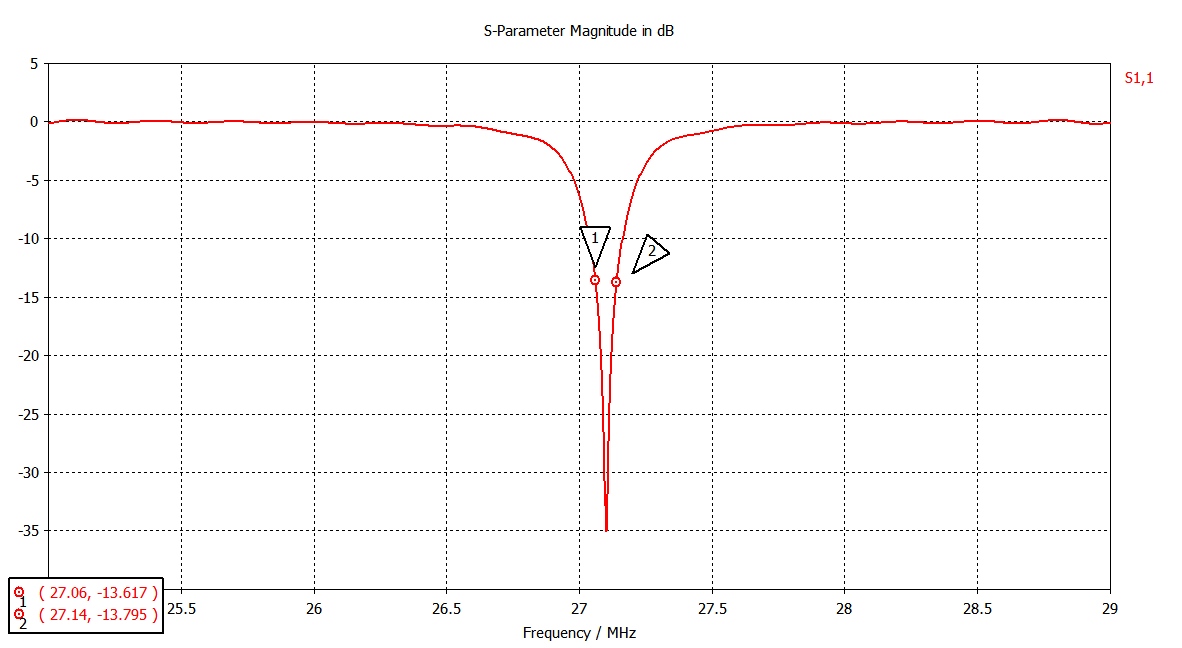 S-Parameter Magnitude in dB
5
S1,1
0
-5
-10
1
2
-15
-20
-25
-30
-35
1 ( 27.06, -13.617 )
2 ( 27.14, -13.795 )
25.5 26 26.5 27 27.5 28 28.5 29
Frequency / MHz